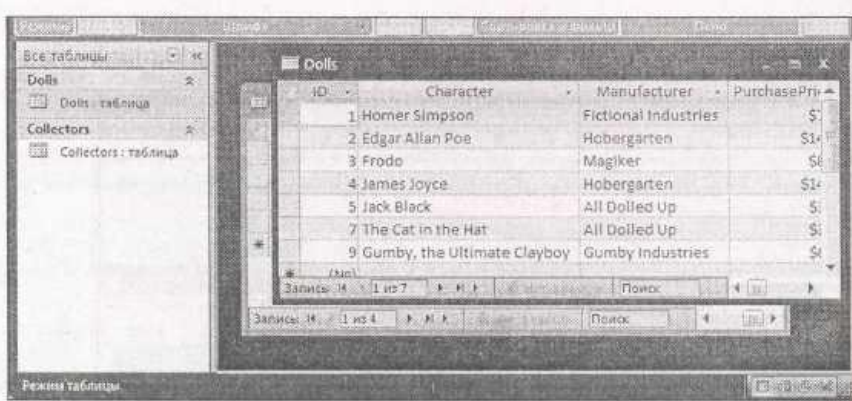 Все таблицы
Dolls
Dolls : таблица
Collectors
Collectors : таблица
Dolls
ID Character Manufacturer PurchasePri
1 Homer Simpson Fictional Industries
2 Edgar Allan Poe Hobergarten
3 Frodo Magiker
4 James Joyce Hobergarten
5 Jack Black All Dolled Up
7 The Cat in the Hat All Dolled Up
9 Gumby, the Ultimate Clayboy Gumby Industries
(№)
Запись: 1 из 7 Поиск
Запись: 1 из 4 Поиск
Режим таблицы